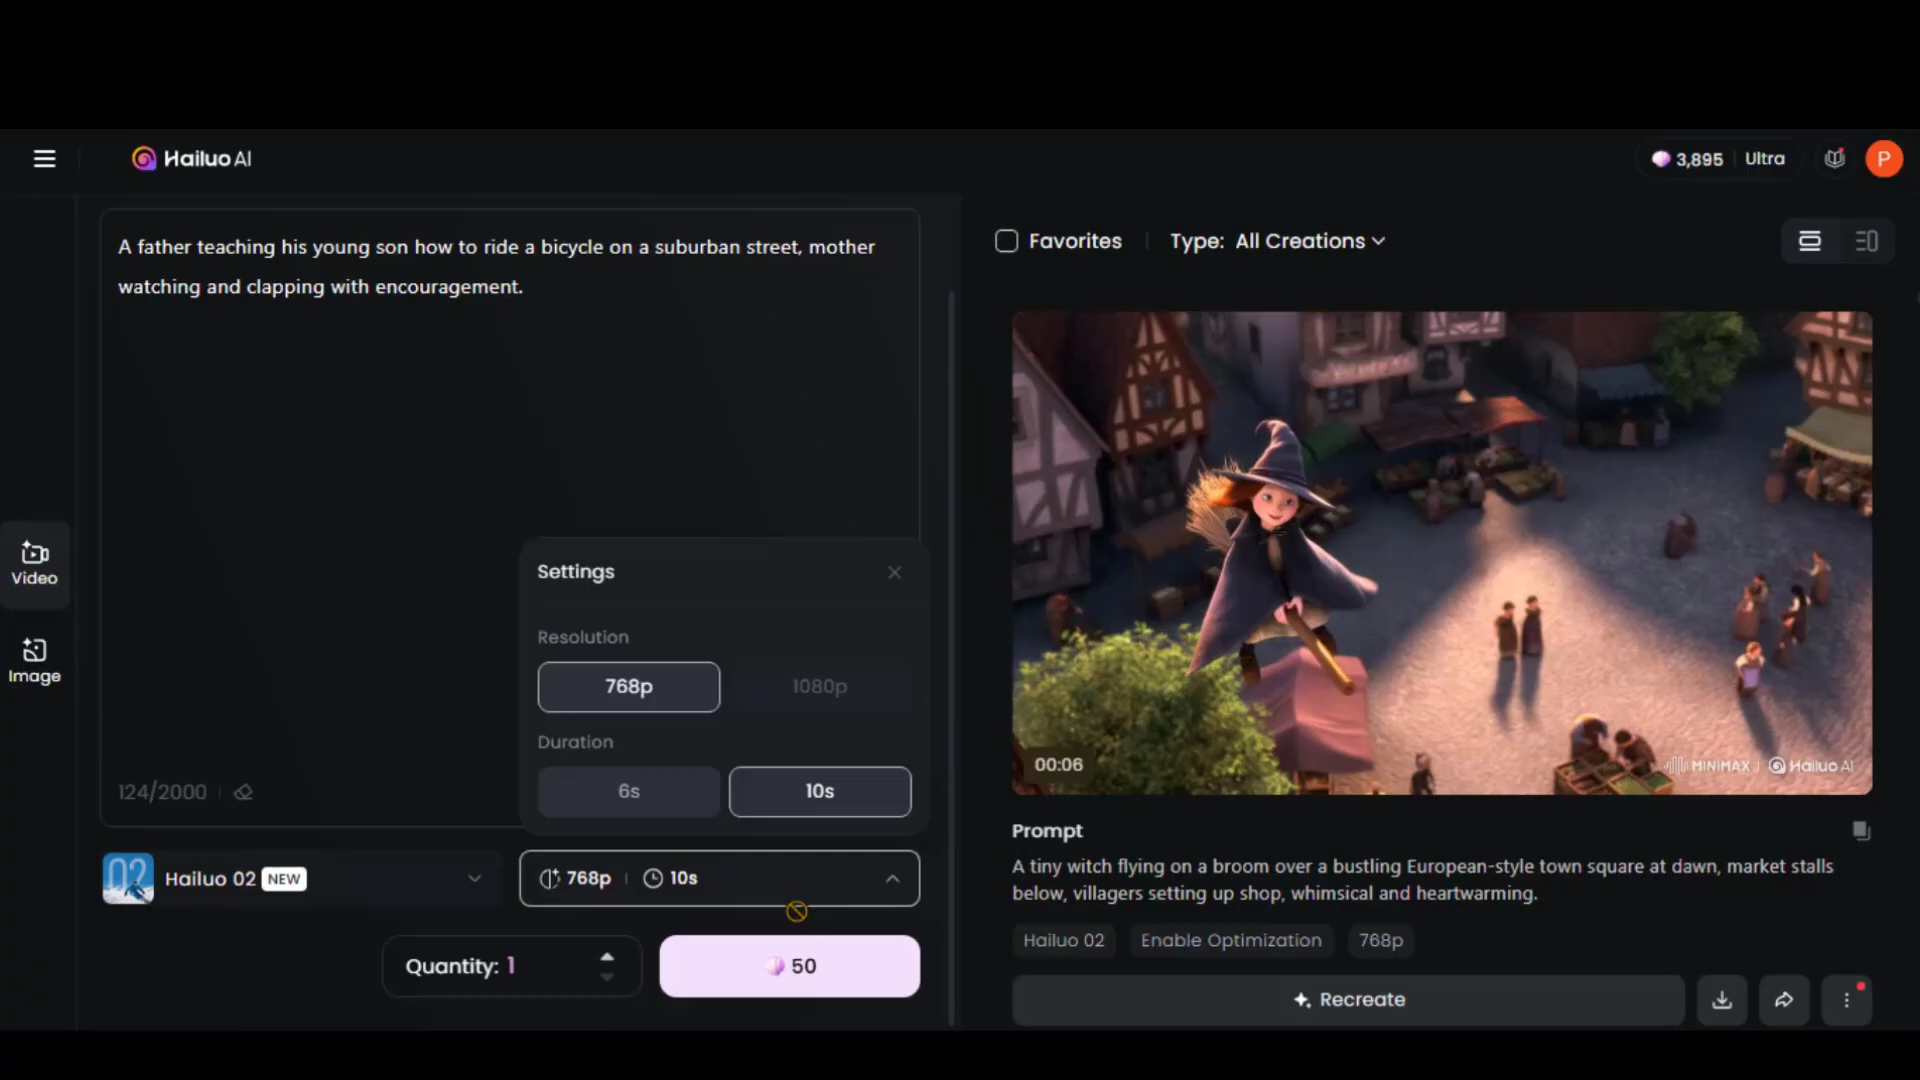 Hailuo AI
3,895 Ultra
P
A father teaching his young son how to ride a bicycle on a suburban street, mother
watching and clapping with encouragement.
Favorites
Type: All Creations
Video
Image
Settings
Resolution
768p
1080p
Duration
6s
10s
124/2000
02
Hailuo 02 NEW
768p
10s
Quantity: 1
50
00:06
MINIMAX
Hailuo AI
Prompt
A tiny witch flying on a broom over a bustling European-style town square at dawn, market stalls
below, villagers setting up shop, whimsical and heartwarming.
Hailuo 02
Enable Optimization
768p
Recreate